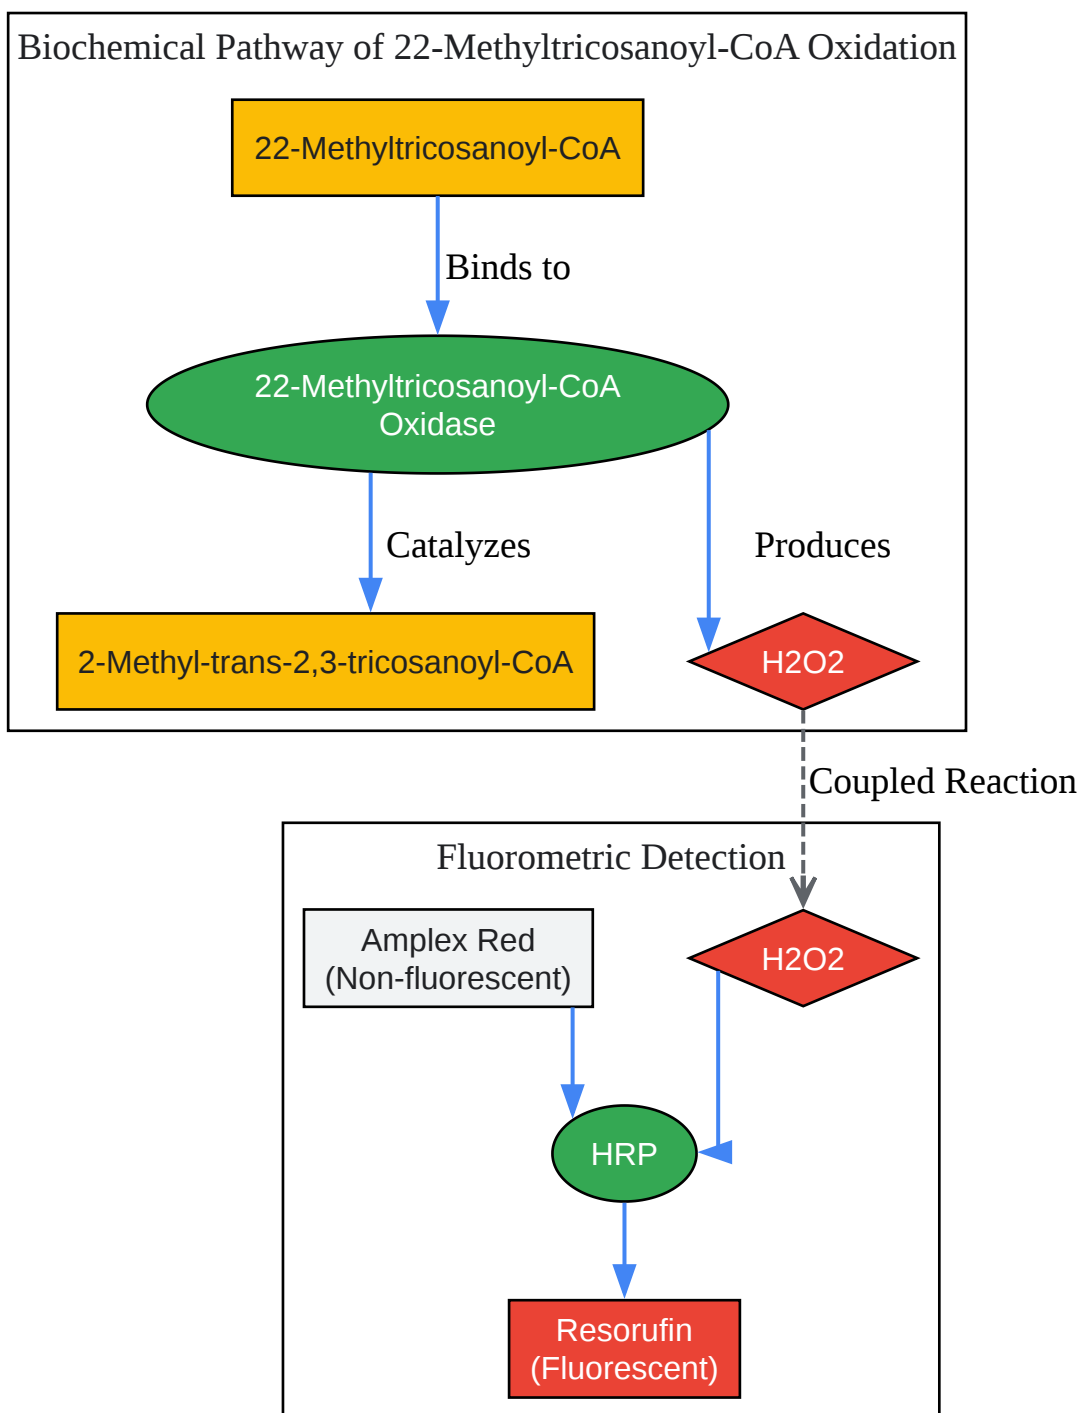 Biochemical Pathway of 22-Methyltricosanoyl-CoA Oxidation
22-Methyltricosanoyl-CoA
Binds to
22-Methyltricosanoyl-CoA
Oxidase
Catalyzes
Produces
2-Methyl-trans-2,3-tricosanoyl-CoA
H2O2
Coupled Reaction
Fluorometric Detection
Amplex Red
(Non-fluorescent)
H2O2
HRP
Resorufin
(Fluorescent)